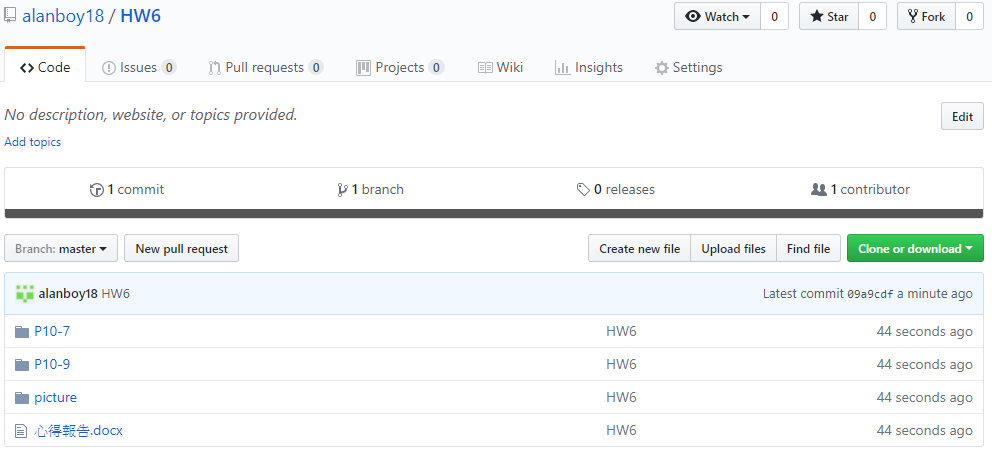 alanboy18 / HW6 Watch 0 Star 0 Fork 0
Code Issues 0 Pull requests 0 Projects 0 Wiki Insights Settings
No description, website, or topics provided. Edit
Add topics
1 commit 1 branch 0 releases 1 contributor
Branch: master New pull request Create new file Upload files Find file Clone or download
alanboy18 HW6 Latest commit 09a9cdf a minute ago
P10-7 HW6 44 seconds ago
P10-9 HW6 44 seconds ago
picture HW6 44 seconds ago
心得報告.docx HW6 44 seconds ago